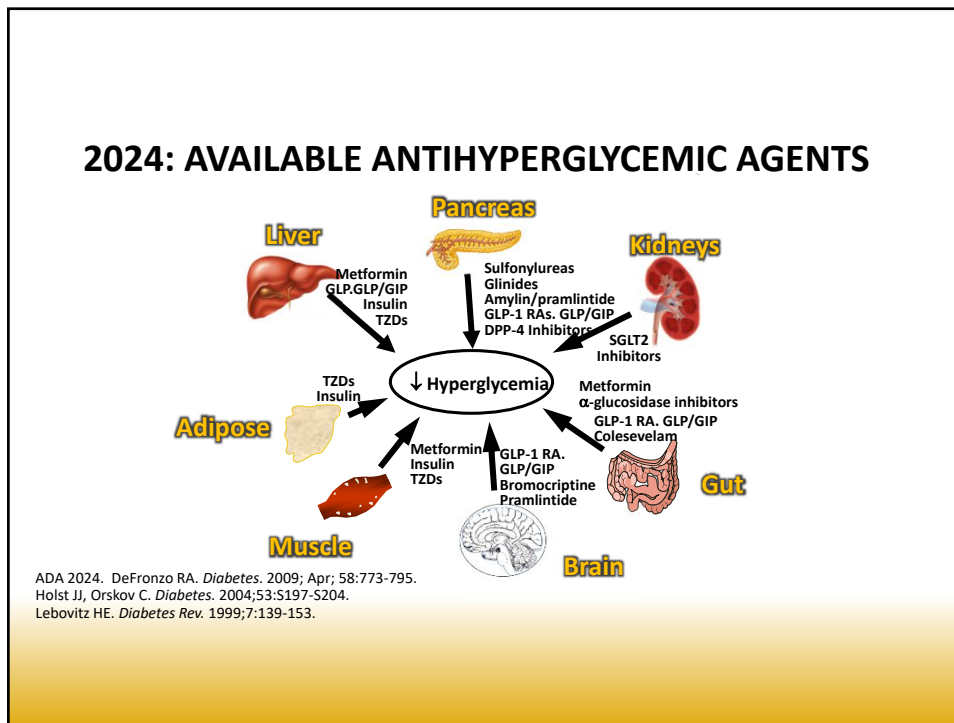 2024: AVAILABLE ANTIHYPERGLYCEMIC AGENTS
Pancreas
Liver
Kidneys
Metformin
GLP.GLP/GIP
Insulin
TZDs
Sulfonylureas
Glinides
Amylin/pramlintide
GLP-1 RAs. GLP/GIP
DPP-4 Inhibitors
SGLT2
Inhibitors
↓ Hyperglycemia
TZDs
Insulin
Adipose
Metformin
α-glucosidase inhibitors
GLP-1 RA. GLP/GIP
Colesevelam
Gut
Metformin
Insulin
TZDs
Muscle
GLP-1 RA.
GLP/GIP
Bromocriptine
Pramlintide
Brain
ADA 2024. DeFronzo RA. Diabetes. 2009; Apr; 58:773-795.
Holst JJ, Orskov C. Diabetes. 2004;53:S197-S204.
Lebovitz HE. Diabetes Rev. 1999;7:139-153.